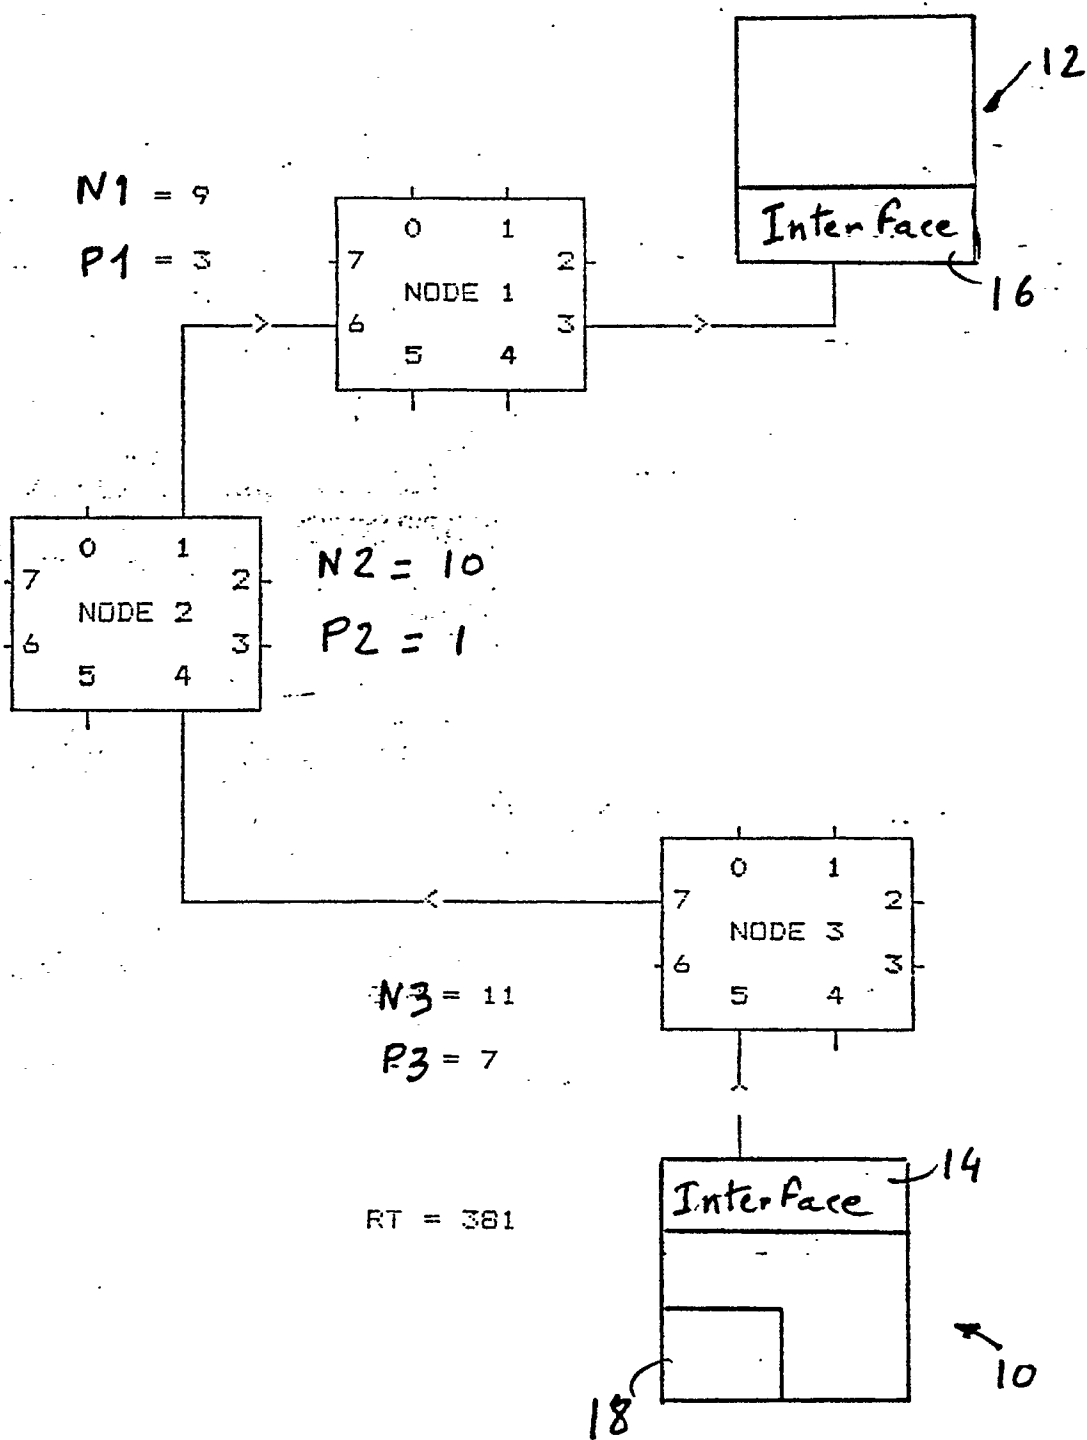 12
N1 = 9
P1 = 3
Interface
16
0 1
7 2
NODE 1
6 3
5 4
0 1
7 2
NODE 2
6 3
5 4
N2 = 10
P2 = 1
0 1
7 2
NODE 3
6 3
5 4
N3 = 11
P3 = 7
14
Interface
RT = 381
10
18